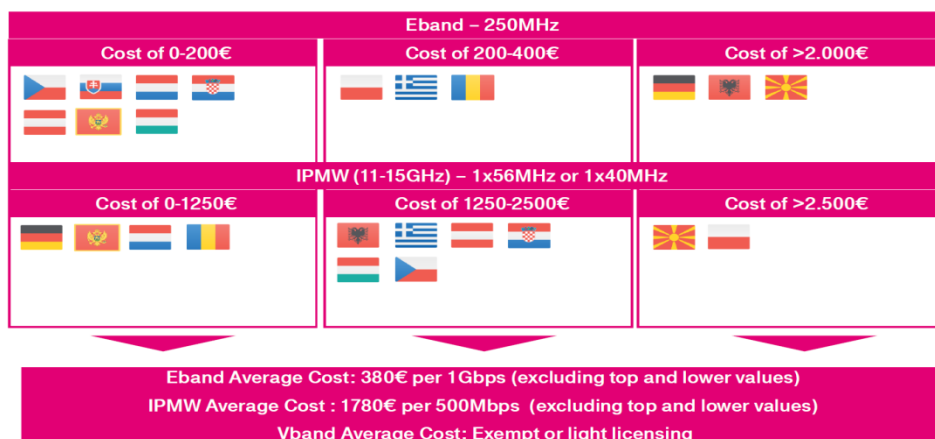 Eband – 250MHz
Cost of 0-200€
Cost of 200-400€
Cost of >2.000€
IPMW (11-15GHz) – 1x56MHz or 1x40MHz
Cost of 0-1250€
Cost of 1250-2500€
Cost of >2.500€
Eband Average Cost: 380€ per 1Gbps (excluding top and lower values)
IPMW Average Cost : 1780€ per 500Mbps (excluding top and lower values)
Vband Average Cost: Exempt or light licensing